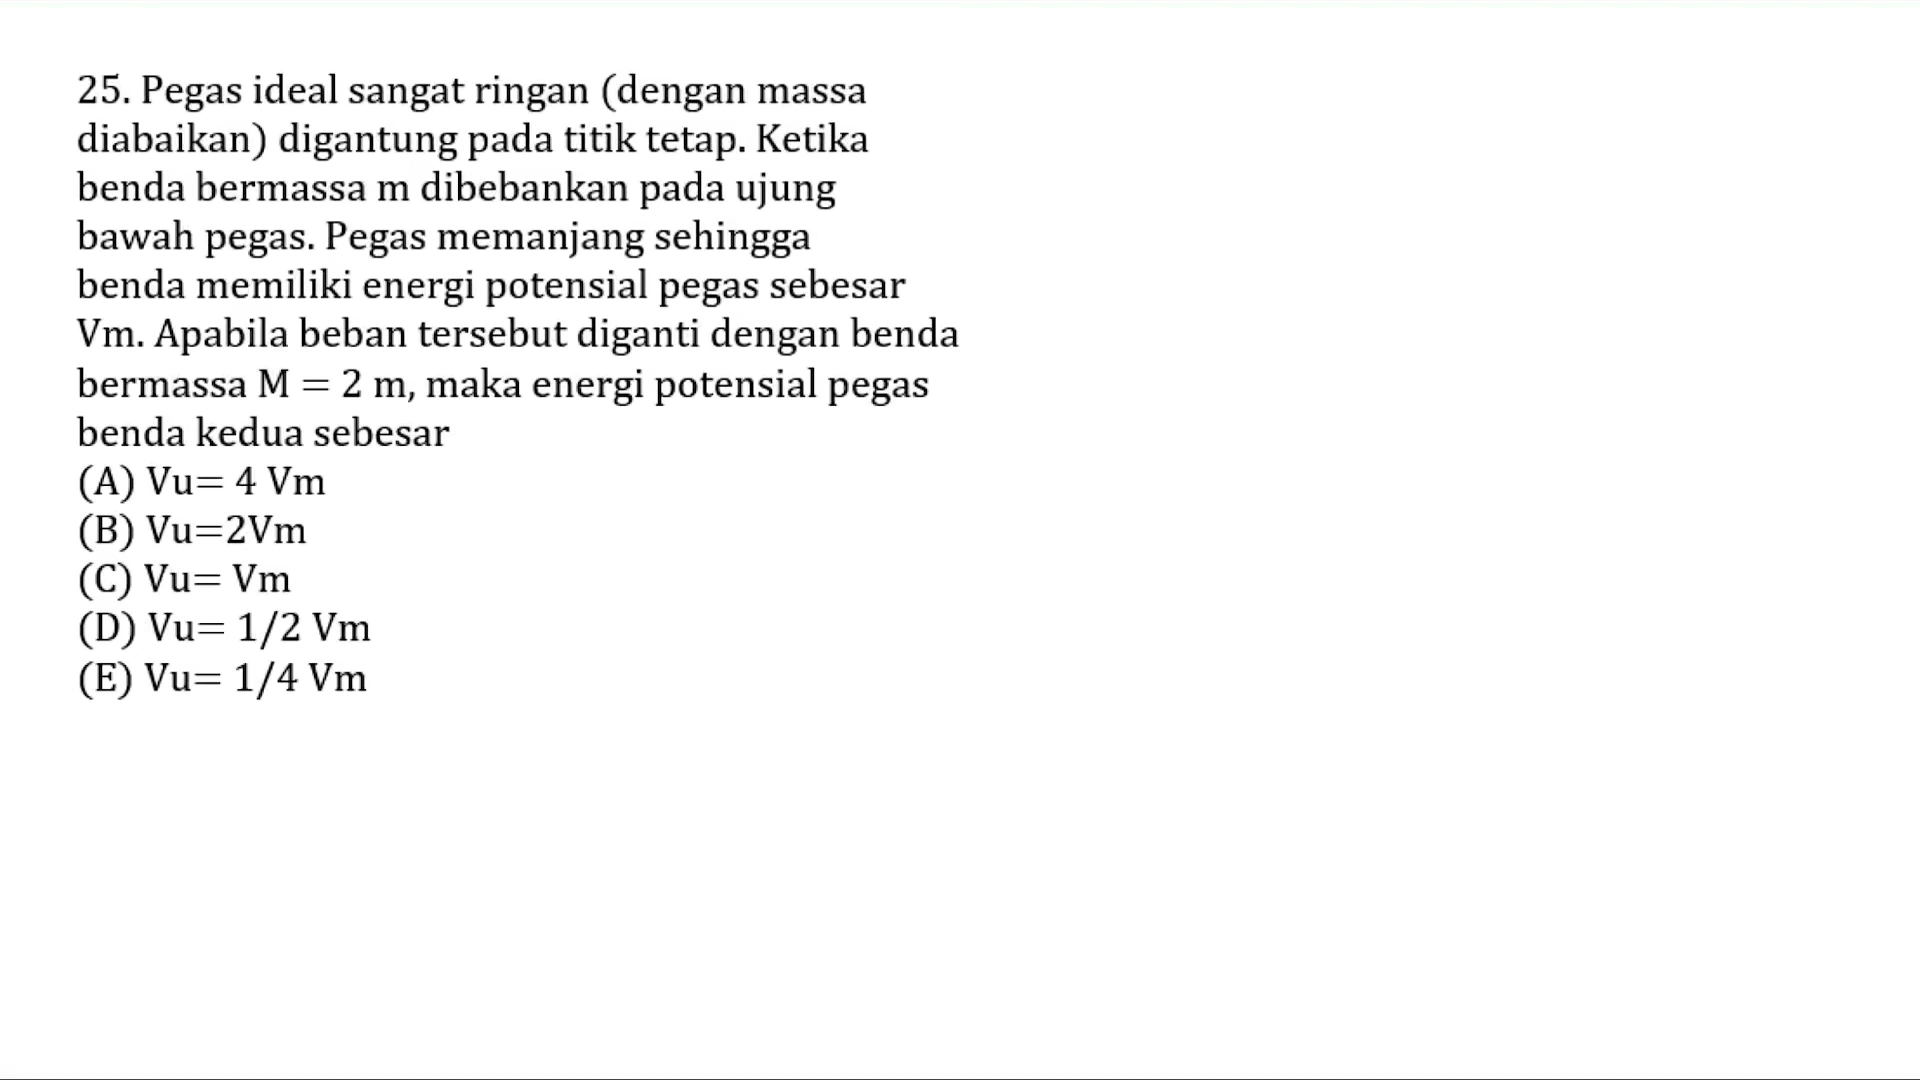 25. Pegas ideal sangat ringan (dengan massa
diabaikan) digantung pada titik tetap. Ketika
benda bermassa m dibebankan pada ujung
bawah pegas. Pegas memanjang sehingga
benda memiliki energi potensial pegas sebesar
Vm. Apabila beban tersebut diganti dengan benda
bermassa M = 2 m, maka energi potensial pegas
benda kedua sebesar
(A) Vu= 4 Vm
(B) Vu=2Vm
(C) Vu= Vm
(D) Vu= 1/2 Vm
(E) Vu= 1/4 Vm